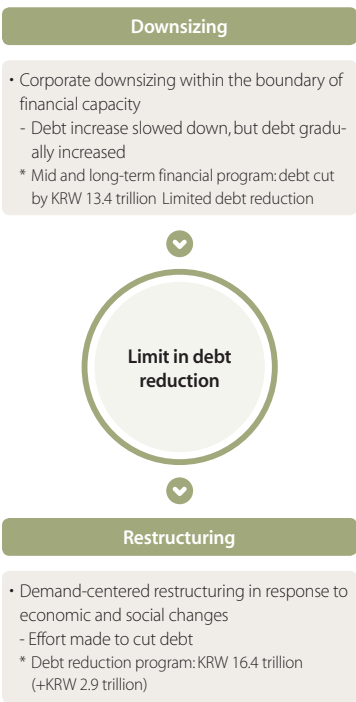 Downsizing
• Corporate downsizing within the boundary of
financial capacity
- Debt increase slowed down, but debt gradu-
ally increased
* Mid and long-term financial program: debt cut
by KRW 13.4 trillion Limited debt reduction
Limit in debt
reduction
Restructuring
• Demand-centered restructuring in response to
economic and social changes
- Effort made to cut debt
* Debt reduction program: KRW 16.4 trillion
(+KRW 2.9 trillion)